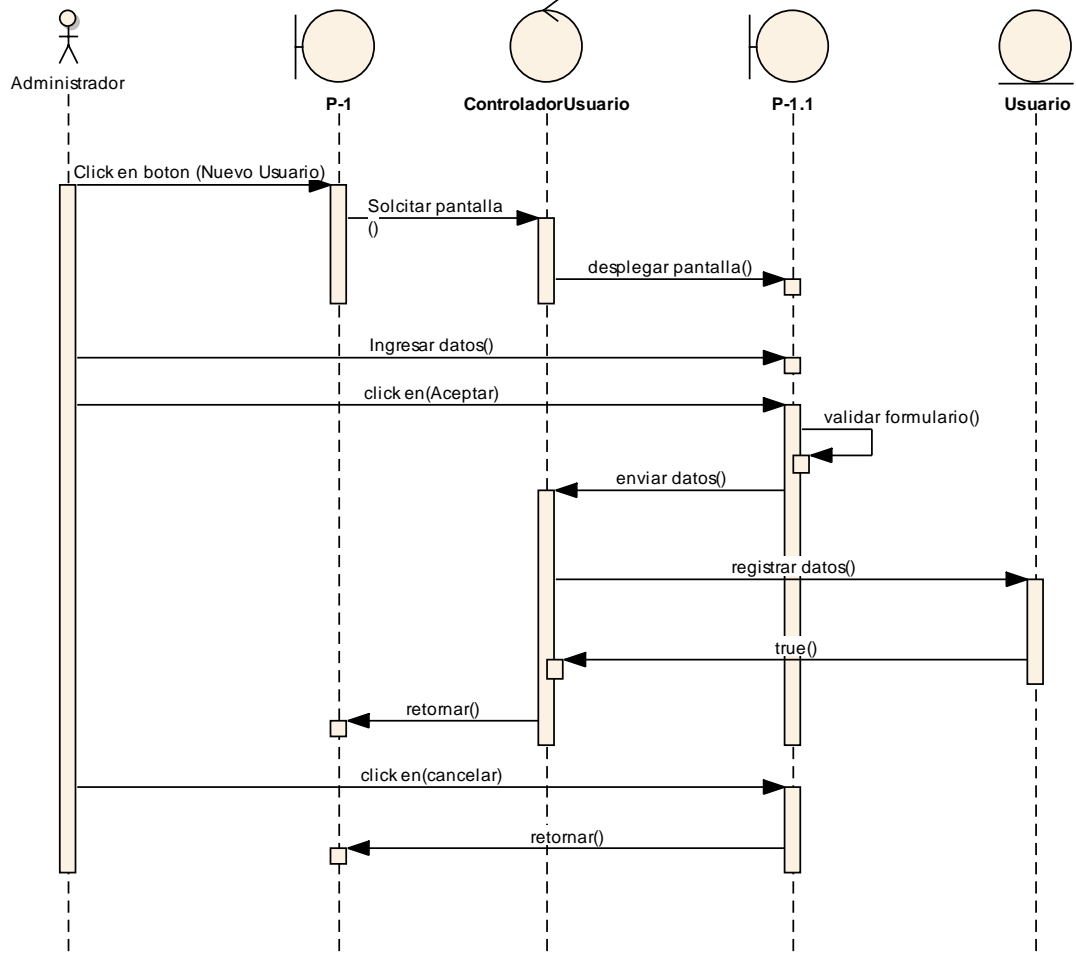 Administrador
P-1
ControladorUsuario
P-1.1
Usuario
Click en boton (Nuevo Usuario)
Solcitar pantalla
()
desplegar pantalla()
Ingresar datos()
click en(Aceptar)
validar formulario()
enviar datos()
registrar datos()
true()
retornar()
click en(cancelar)
retornar()